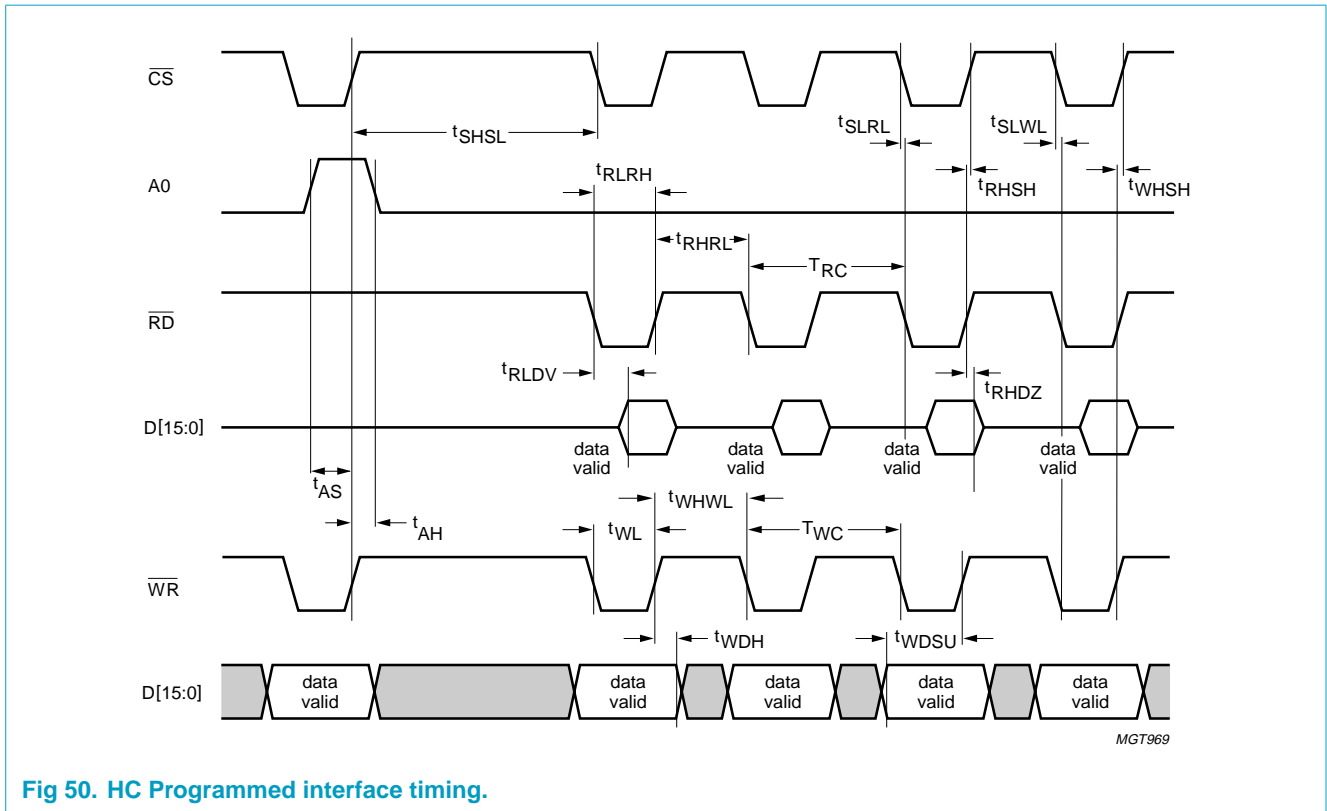 CS
tSHSL
tSLRL
tSLWL
A0
tRLRH
tRHSH
tWHSH
tRHRL
TRC
RD
tRLDV
tRHDZ
D[15:0]
data
valid
data
valid
data
valid
data
valid
tAS
tAH
tWHWL
tWL
TWC
WR
tWDH
tWDSU
D[15:0]
data
valid
data
valid
data
valid
data
valid
data
valid
MGT969
Fig 50. HC Programmed interface timing.